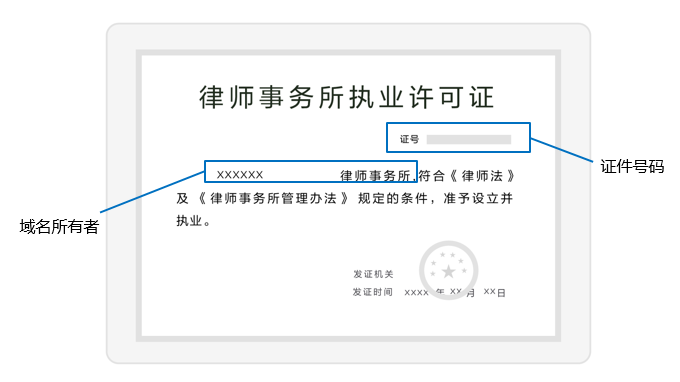 律师事务所执业许可证
证号
证件号码
XXXXXX 律师事务所,符合《律师法》
及《律师事务所管理办法》规定的条件，准予设立并
执业。
域名所有者
发证机关
发证时间 XXXX 年 XX 月 XX 日